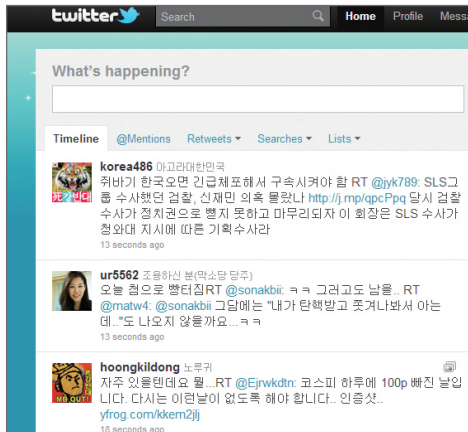 twitter Search Home Profile Mess
What's happening?
Timeline @Mentions Retweets Searches Lists
korea486 아고라대한민국
쥐바기 한국오면 긴급체포해서 구속시켜야 함 RT @jyk789: SLS그
룹 수사했던 검찰, 신재민 의혹 몰랐나 http://j.mp/qpcPpq 당시 검찰
수사가 정치권으로 뻗지 못하고 마무리되자 이 회장은 SLS 수사가
청와대 지시에 따른 기획수사라
13 seconds ago
ur5562 조용하신 분(막소당 당주)
오늘 첨으로 빵터짐RT @sonakbii: ㅋㅋ 그러고도 남을.. RT
@matw4: @sonakbii 그담에는 "내가 탄핵받고 쫓겨나봐서 아는
데.."도 나오지 않을까요...ㅋㅋ
13 seconds ago
hoongkildong 노루귀
자주 있을텐데요 뭘...RT @Ejrwkdtn: 코스피 하루에 100p 빠진 날입
니다. 다시는 이런날이 없도록 해야 합니다.. 인증샷..
yfrog.com/kkem2jlj
18 seconds ago
MB OUT!